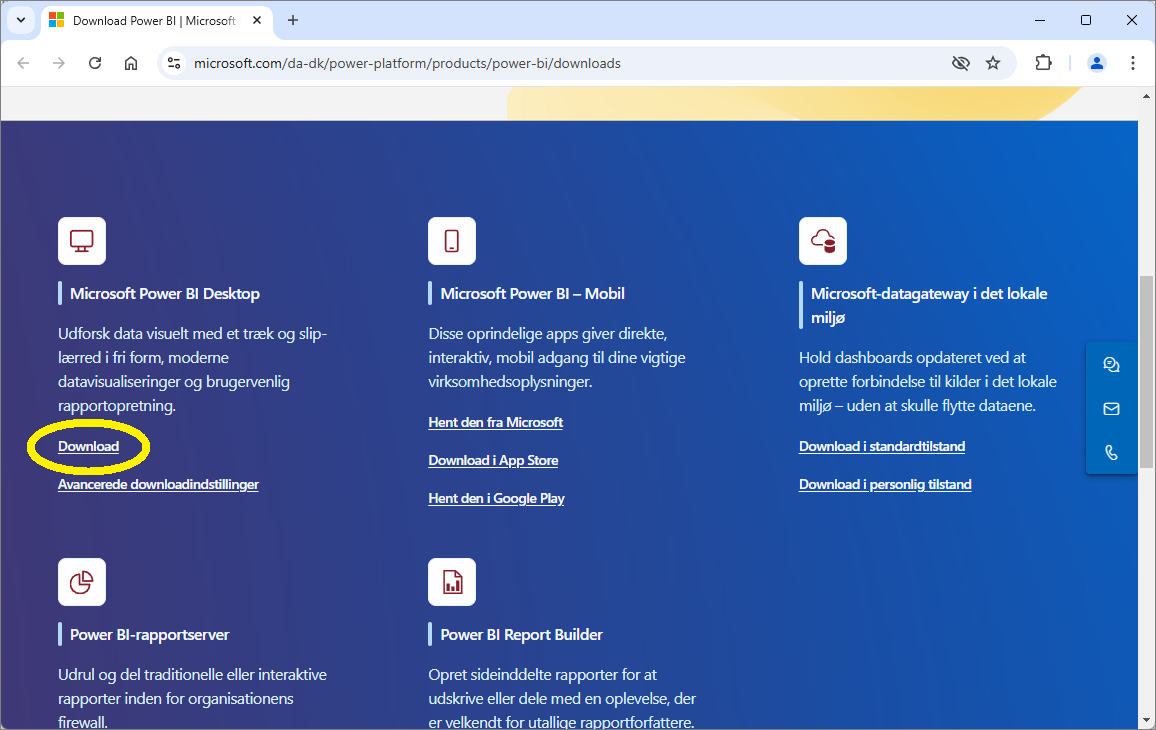 Download Power BI | Microsoft
microsoft.com/da-dk/power-platform/products/power-bi/downloads
Microsoft Power BI Desktop
Udforsk data visuelt med et træk og slip-
lærred i fri form, moderne
datavisualiseringer og brugervenlig
rapportopretning.
Download
Avancerede downloadindstillinger
Microsoft Power BI – Mobil
Disse oprindelige apps giver direkte,
interaktiv, mobil adgang til dine vigtige
virksomhedsoplysninger.
Hent den fra Microsoft
Download i App Store
Hent den i Google Play
Microsoft-datagateway i det lokale
miljø
Hold dashboards opdateret ved at
oprette forbindelse til kilder i det lokale
miljø – uden at skulle flytte dataene.
Download i standardtilstand
Download i personlig tilstand
Power BI-rapportserver
Udrul og del traditionelle eller interaktive
rapporter inden for organisationens
firewall.
Power BI Report Builder
Opret sideinddelte rapporter for at
udskrive eller dele med en oplevelse, der
er velkendt for utallige rapportforfattere.